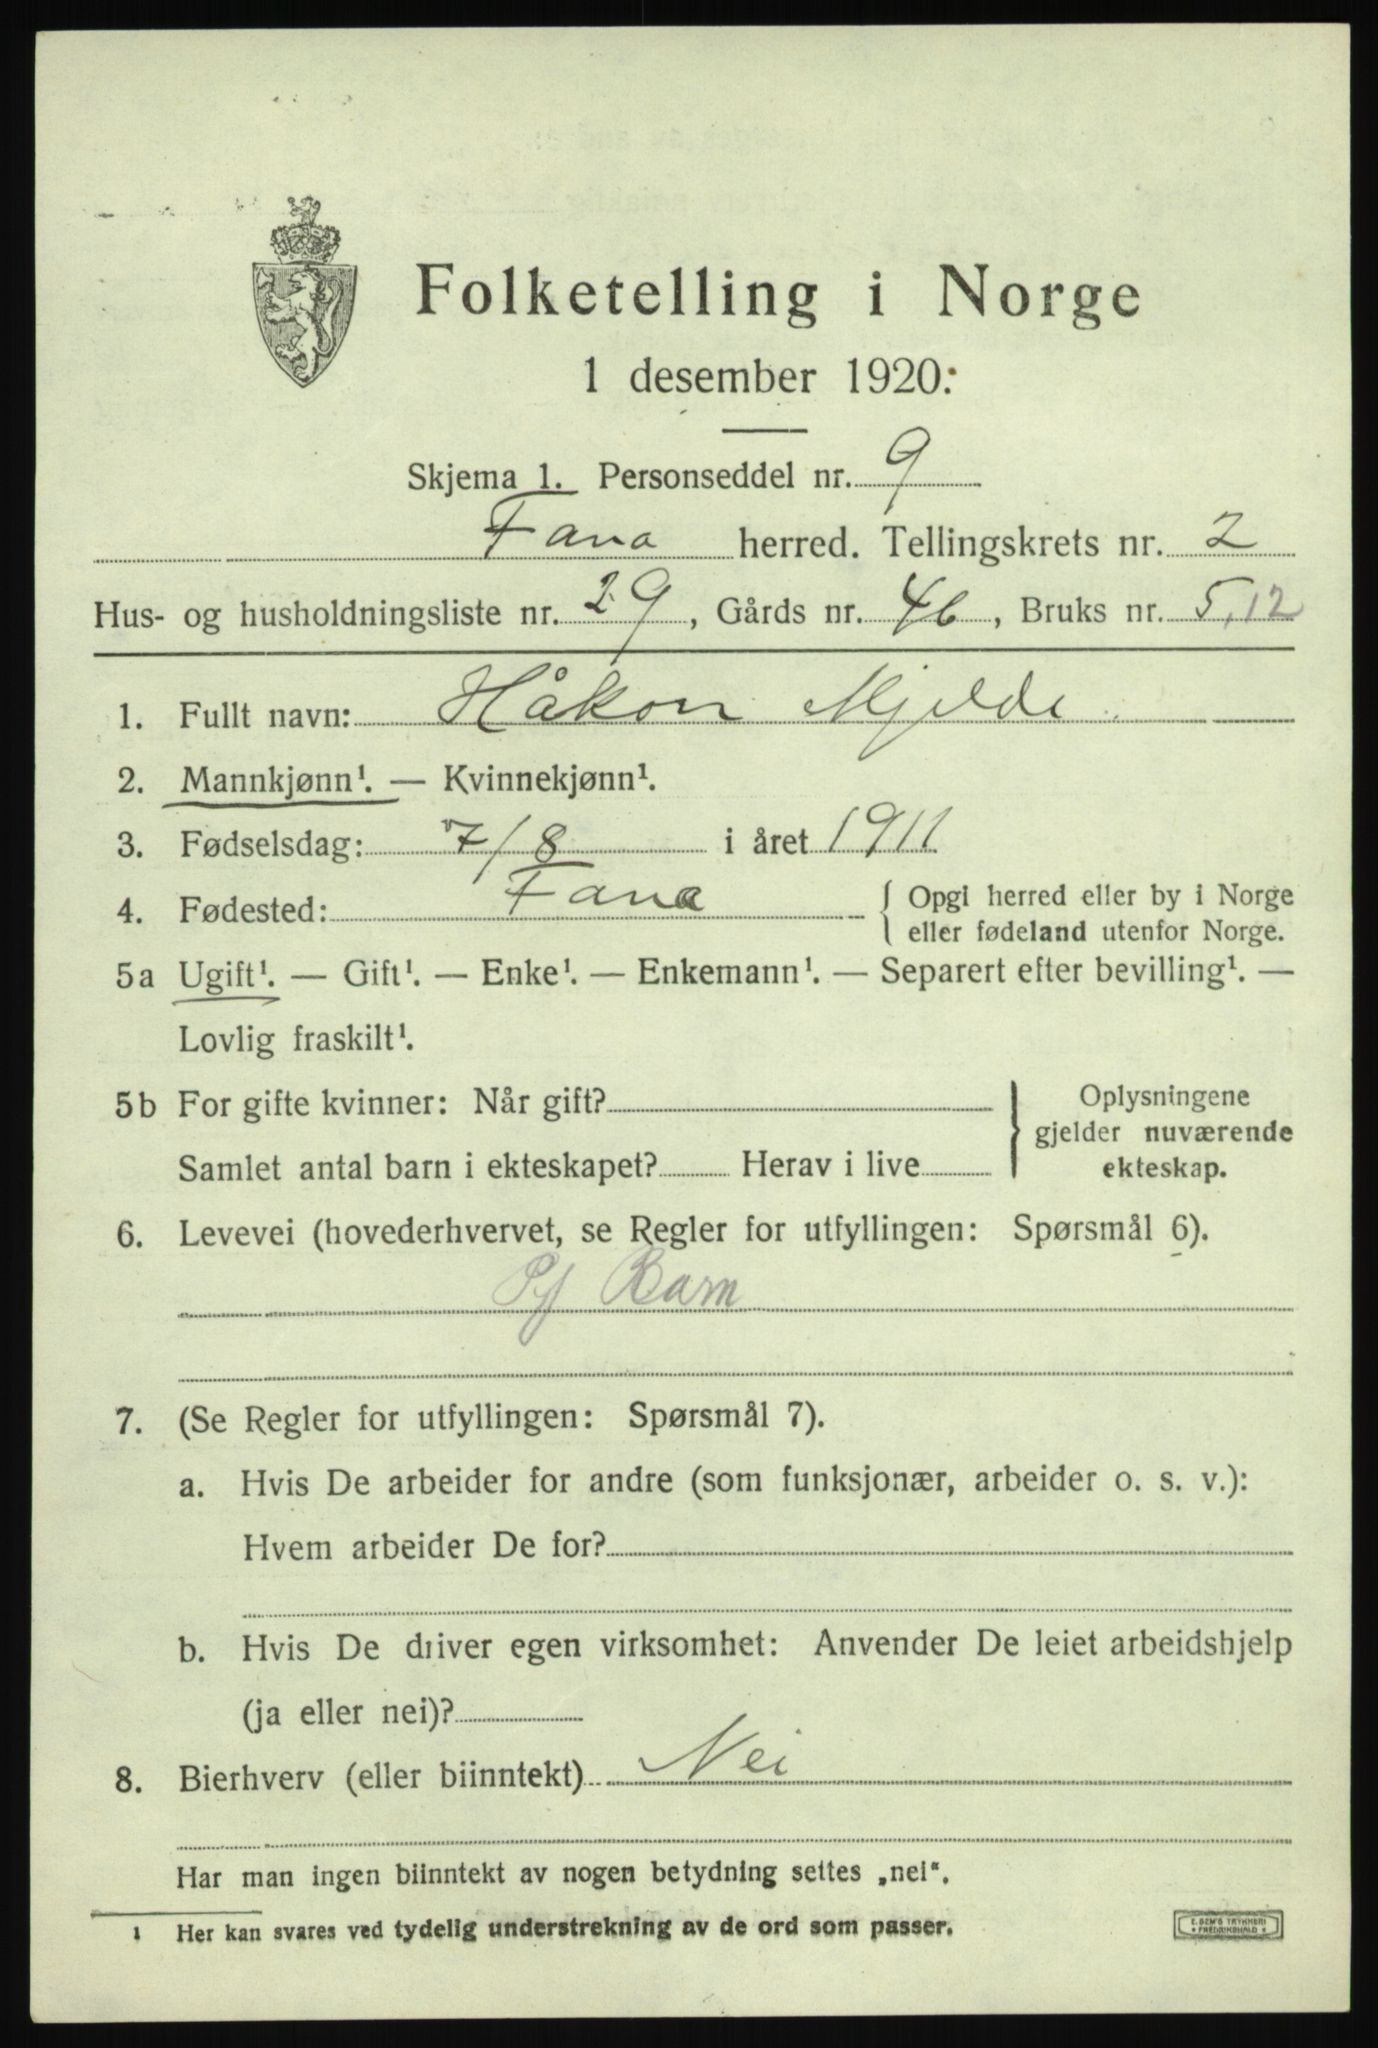 Folketelling i Norge
1 desember 1920.
Skjema 1. Personseddel nr. 9
Fana herred. Tellingskrets nr. 2
Hus- og husholdningsliste nr. 29, Gårds nr. 46, Bruks nr. 5,12
1. Fullt navn: Håkon Mjelde
2. Mannkjønn¹. — Kvinnekjønn¹.
3. Fødselsdag: 7/8 i året 1911
4. Fødested: Fana { Opgi herred eller by i Norge
eller fødeland utenfor Norge.
5a Ugift¹. — Gift¹. — Enke¹. — Enkemann¹. — Separert efter bevilling¹. —
Lovlig fraskilt¹.
5b For gifte kvinner: Når gift?
Samlet antal barn i ekteskapet? Herav i live
Oplysningene
gjelder nuværende
ekteskap.
6. Levevei (hovederhvervet, se Regler for utfyllingen: Spørsmål 6).
Barn
7. (Se Regler for utfyllingen: Spørsmål 7).
a. Hvis De arbeider for andre (som funksjonær, arbeider o. s. v.):
Hvem arbeider De for?
b. Hvis De driver egen virksomhet: Anvender De leiet arbeidshjelp
(ja eller nei)?
8. Bierhverv (eller biinntekt) Nei
Har man ingen biinntekt av nogen betydning settes „nei“.
1 Her kan svares ved tydelig understrekning av de ord som passer.
E. SEM'S TRYKKERI
FREDRIKSHALD